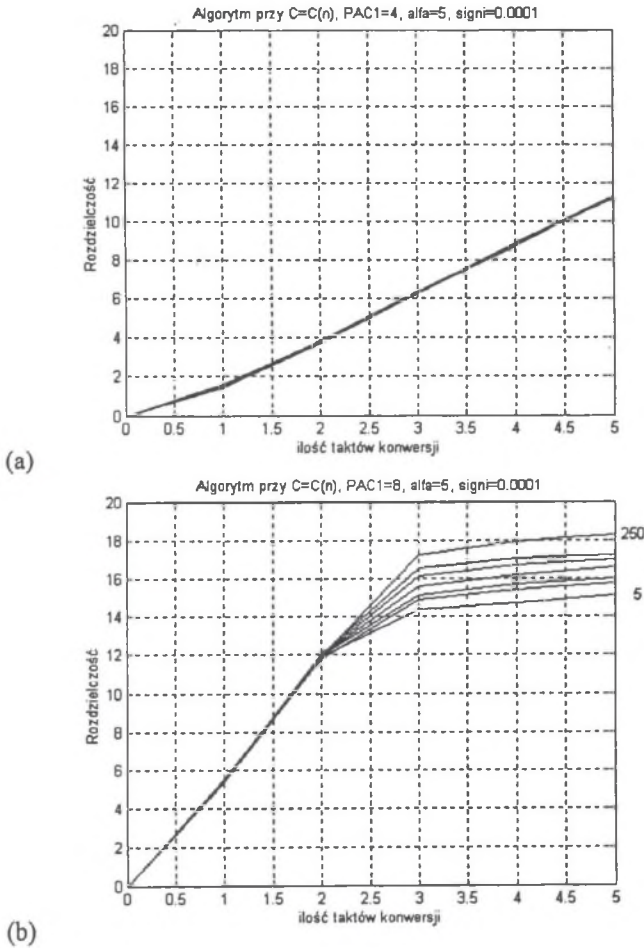 Algorytm przy C=C(n), PAC1=4, alfa=5, signi=0.0001
20
18
16
14
12
10
8
6
4
2
0
Rozdzielczość
0 0.5 1 1.5 2 2.5 3 3.5 4 4.5 5
ilość taktów konwersji
(a)
Algorytm przy C=C(n), PAC1=8, alfa=5, signi=0.0001
20
18
16
14
12
10
8
6
4
2
0
Rozdzielczość
250
5
0 0.5 1 1.5 2 2.5 3 3.5 4 4.5 5
ilość taktów konwersji
(b)